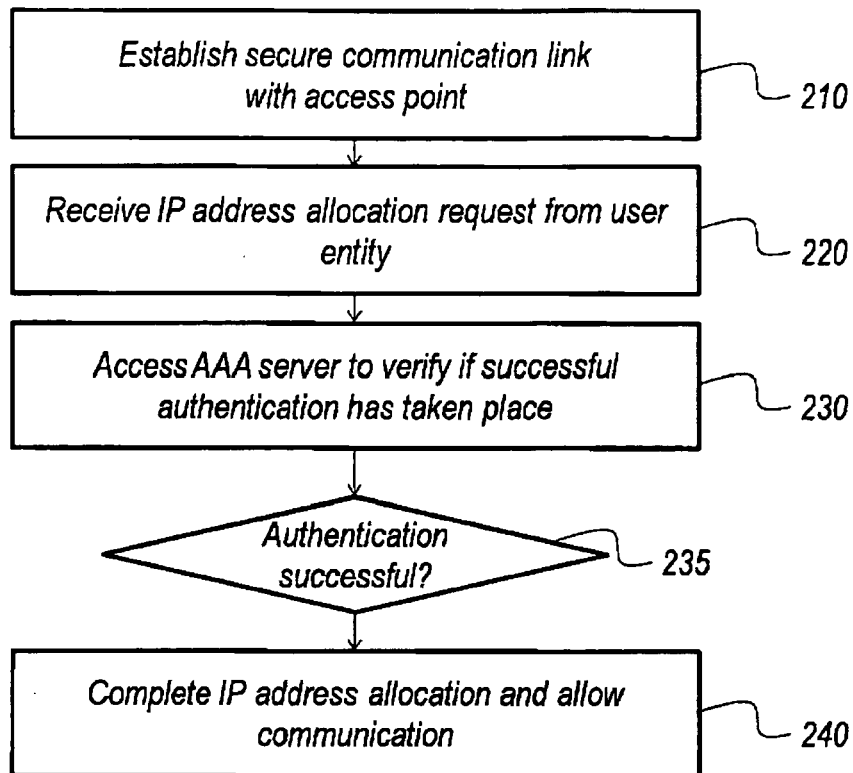 Establish secure communication link
with access point
210
Receive IP address allocation request from user
entity
220
Access AAA server to verify if successful
authentication has taken place
230
Authentication
successful?
235
Complete IP address allocation and allow
communication
240